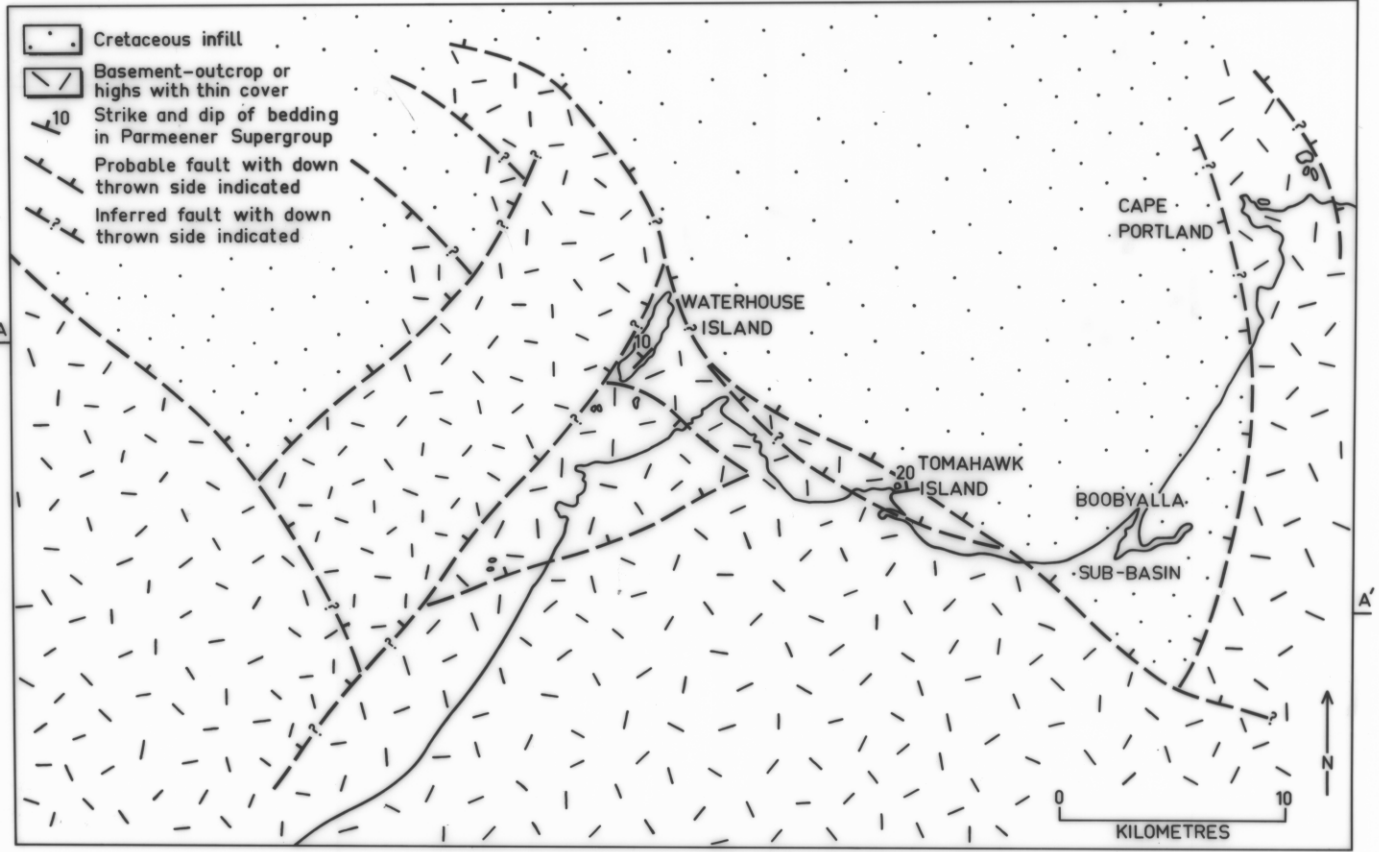 Cretaceous infill
Basement-outcrop or
highs with thin cover
10
Strike and dip of bedding
in Parmeener Supergroup
Probable fault with down
thrown side indicated
?
Inferred fault with down
thrown side indicated
CAPE
PORTLAND
WATERHOUSE
ISLAND
10
A
20
TOMAHAWK
ISLAND
BOOBYALLA
SUB-BASIN
A'
N
0
10
KILOMETRES